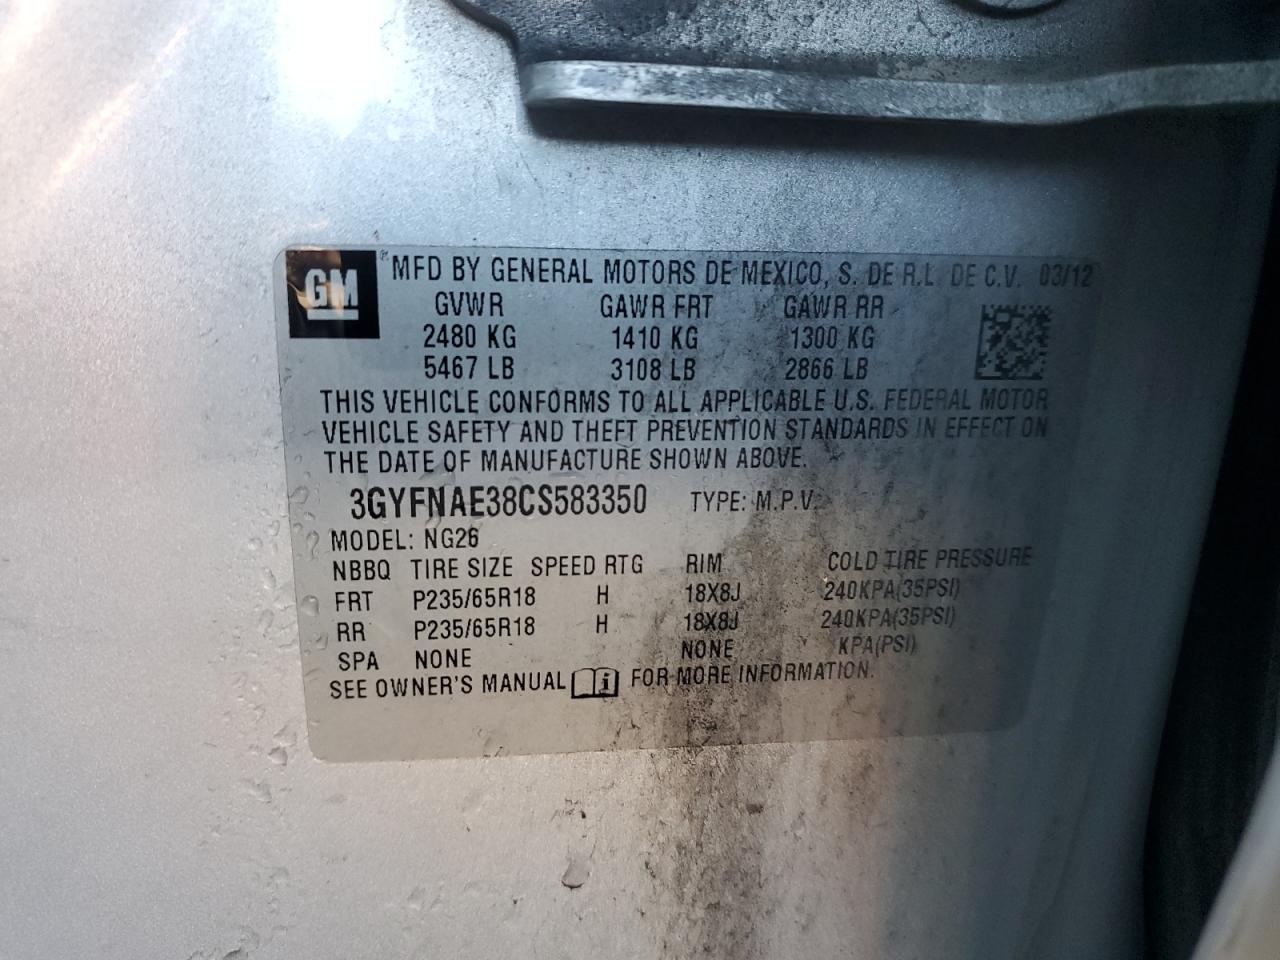 GM ® MFD BY GENERAL MOTORS DE MEXICO, S. DE R.L. DE C.V. 03/12
GVWR GAWR FRT GAWR RR
2480 KG 1410 KG 1300 KG
5467 LB 3108 LB 2866 LB
THIS VEHICLE CONFORMS TO ALL APPLICABLE U.S. FEDERAL MOTOR
VEHICLE SAFETY AND THEFT PREVENTION STANDARDS IN EFFECT ON
THE DATE OF MANUFACTURE SHOWN ABOVE.
3GYFNAE38CS583350 TYPE: M.P.V.
MODEL: NG26
NBBQ TIRE SIZE SPEED RTG RIM COLD TIRE PRESSURE
FRT P235/65R18 H 18X8J 240KPA(35PSI)
RR P235/65R18 H 18X8J 240KPA(35PSI)
SPA NONE NONE KPA(PSI)
SEE OWNER'S MANUAL i FOR MORE INFORMATION.